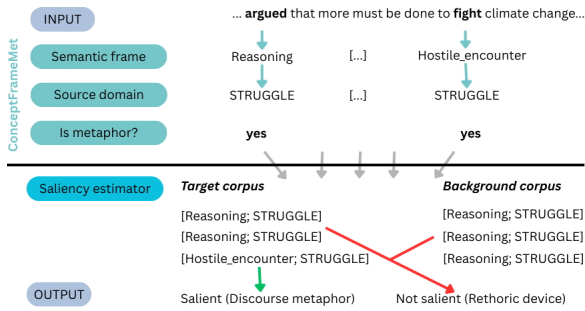 INPUT
... argued that more must be done to fight climate change...
ConceptFrameMet
Semantic frame
Reasoning
[...]
Hostile_encounter
Source domain
STRUGGLE
[...]
STRUGGLE
Is metaphor?
yes
yes
Saliency estimator
Target corpus
Background corpus
[Reasoning; STRUGGLE]
[Reasoning; STRUGGLE]
[Reasoning; STRUGGLE]
[Reasoning; STRUGGLE]
[Hostile_encounter; STRUGGLE]
[Reasoning; STRUGGLE]
OUTPUT
Salient (Discourse metaphor)
Not salient (Rethoric device)